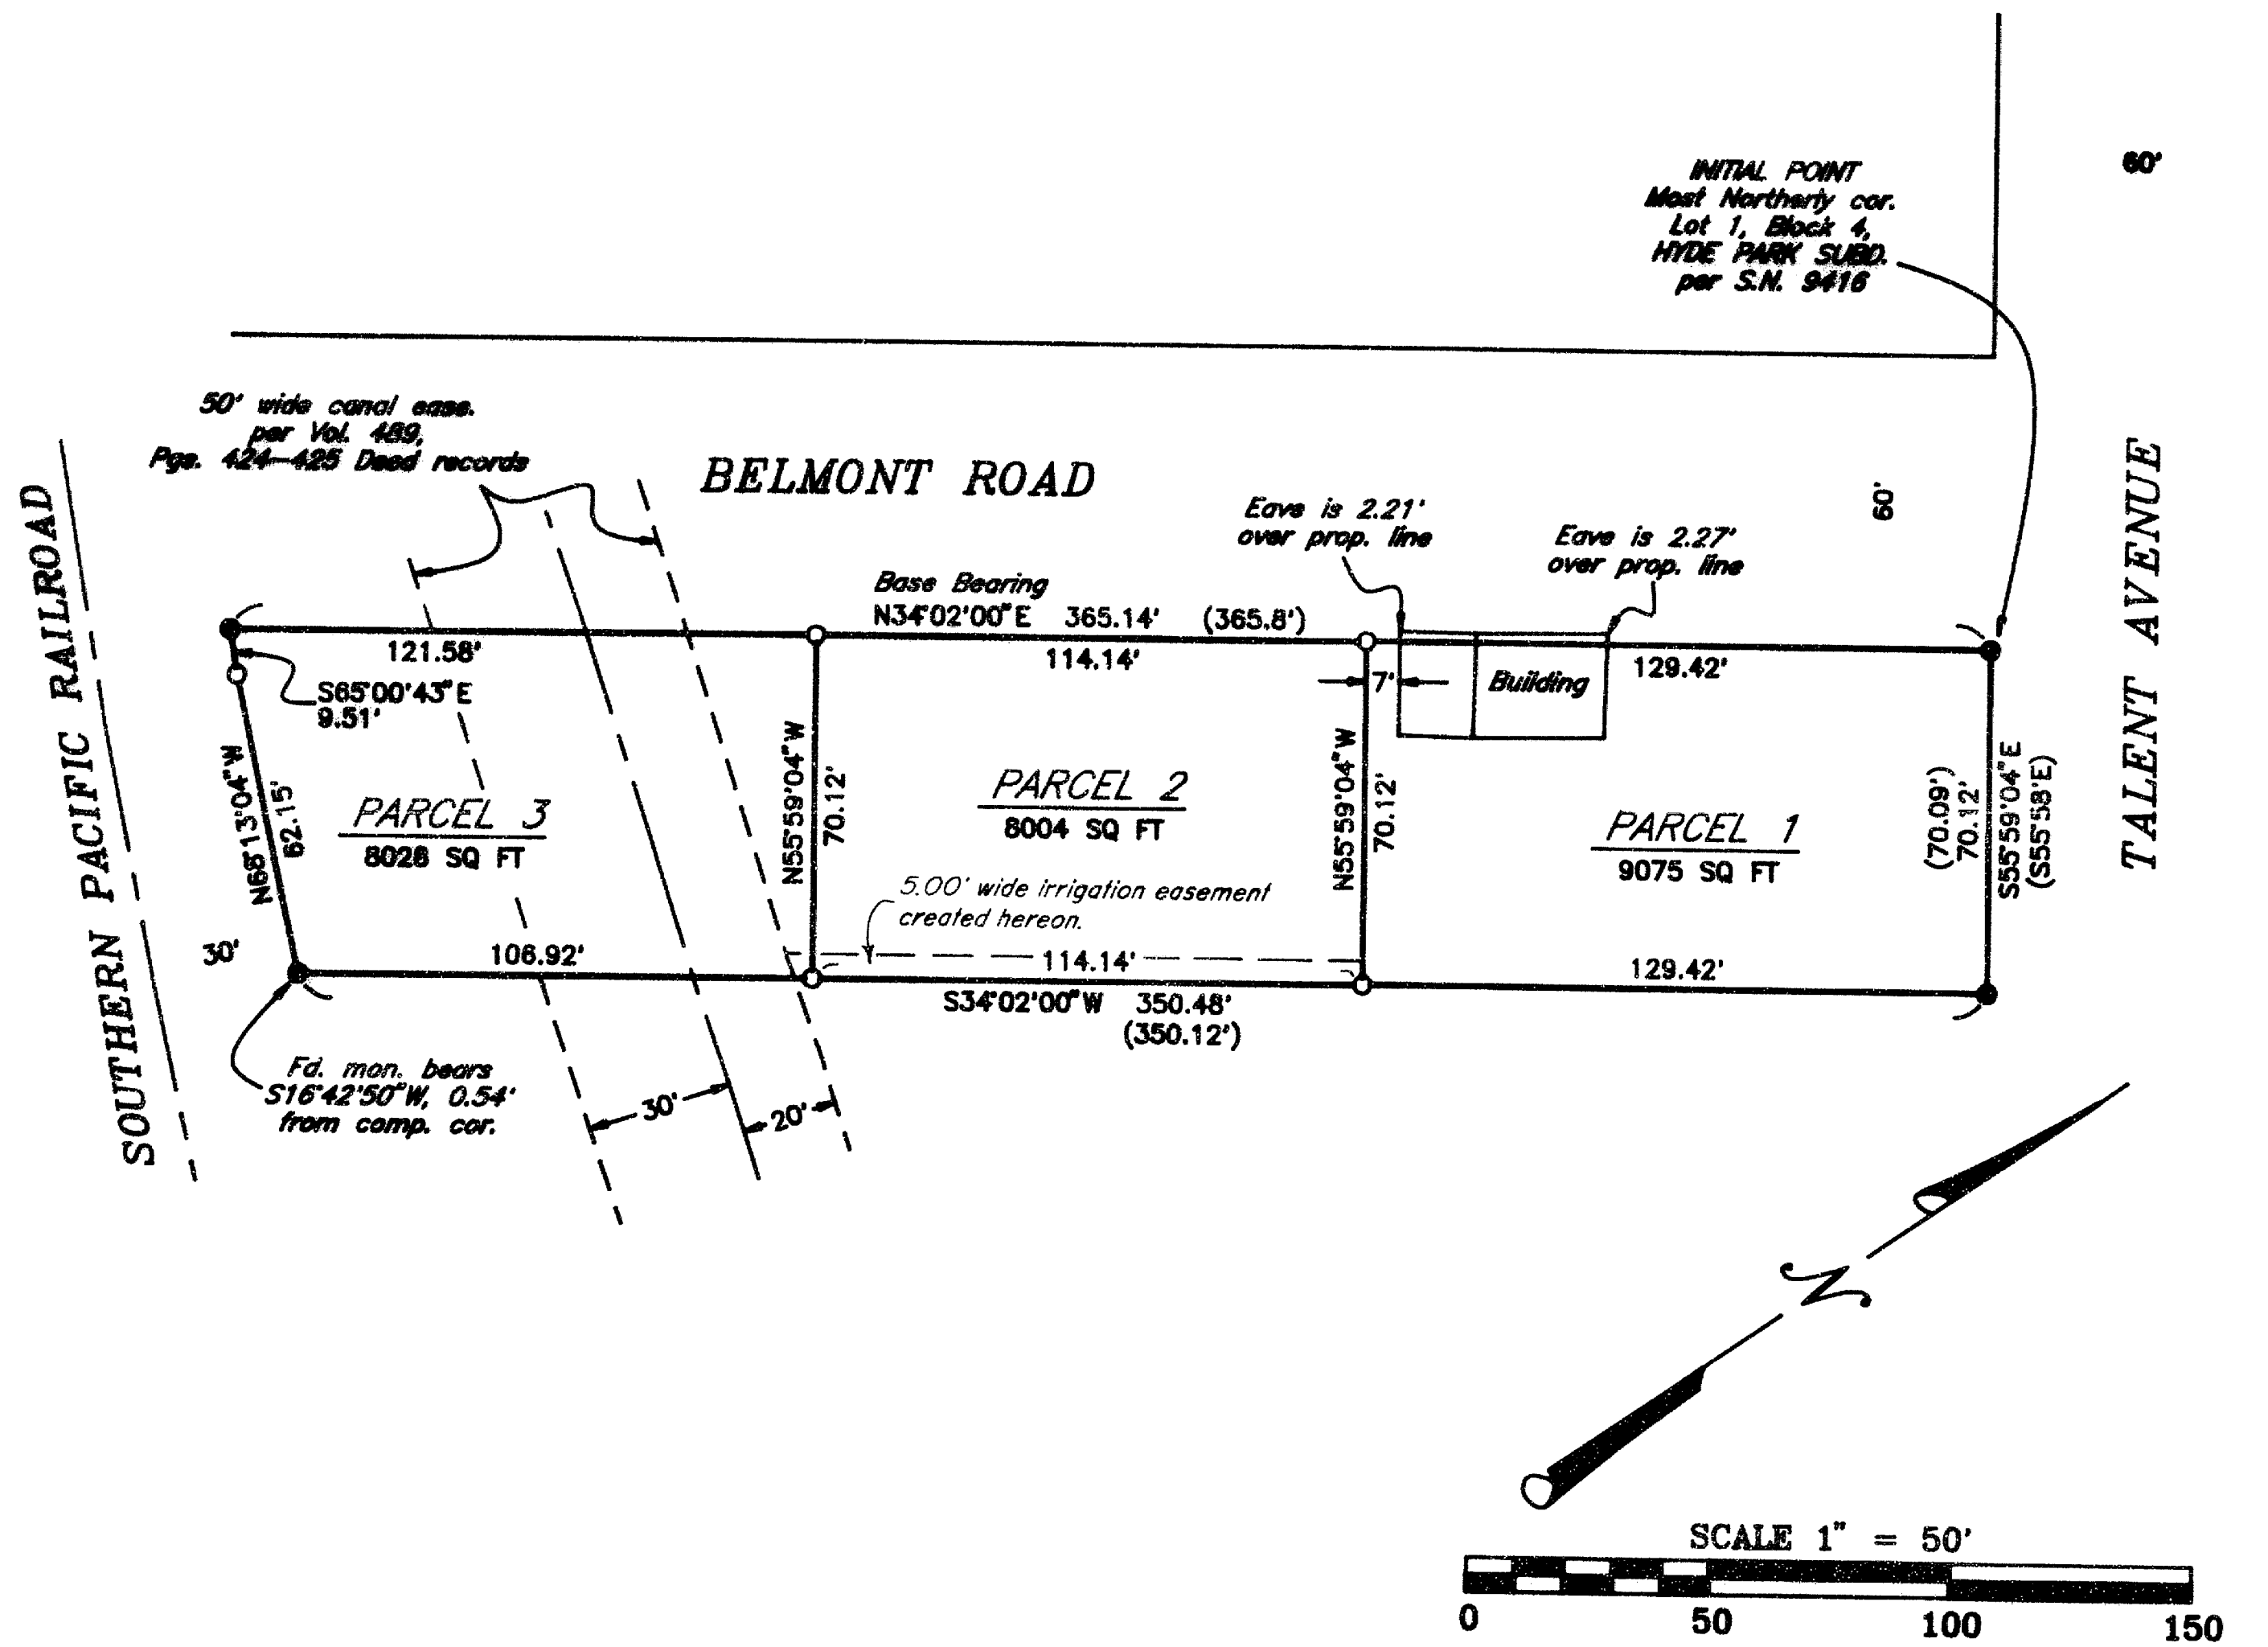 60'
INITIAL POINT
Most Northerly cor.
Lot 1, Block 4,
HYDE PARK SUBD.
per S.N. 9416
50' wide canal ease.
per Vol. 489,
Pgs. 424-425 Deed records
BELMONT ROAD
Eave is 2.21'
over prop. line
Eave is 2.27'
over prop. line
60'
TALENT AVENUE
SOUTHERN PACIFIC RAILROAD
Base Bearing
N34°02'00"E 365.14' (365.8')
121.58'
114.14'
129.42'
S65°00'43"E
9.51'
7'
Building
N68°13'04"W
62.15'
PARCEL 3
8028 SQ FT
N55°59'04"W
70.12'
PARCEL 2
8004 SQ FT
N55°59'04"W
70.12'
PARCEL 1
9075 SQ FT
(70.09')
70.12'
S55°59'04"E
(S55°58'E)
5.00' wide irrigation easement
created hereon.
30'
106.92'
114.14'
129.42'
S34°02'00"W 350.48'
(350.12')
Fd. mon. bears
S16°42'50"W, 0.54'
from comp. cor.
30'
20'
N
SCALE 1" = 50'
0 50 100 150